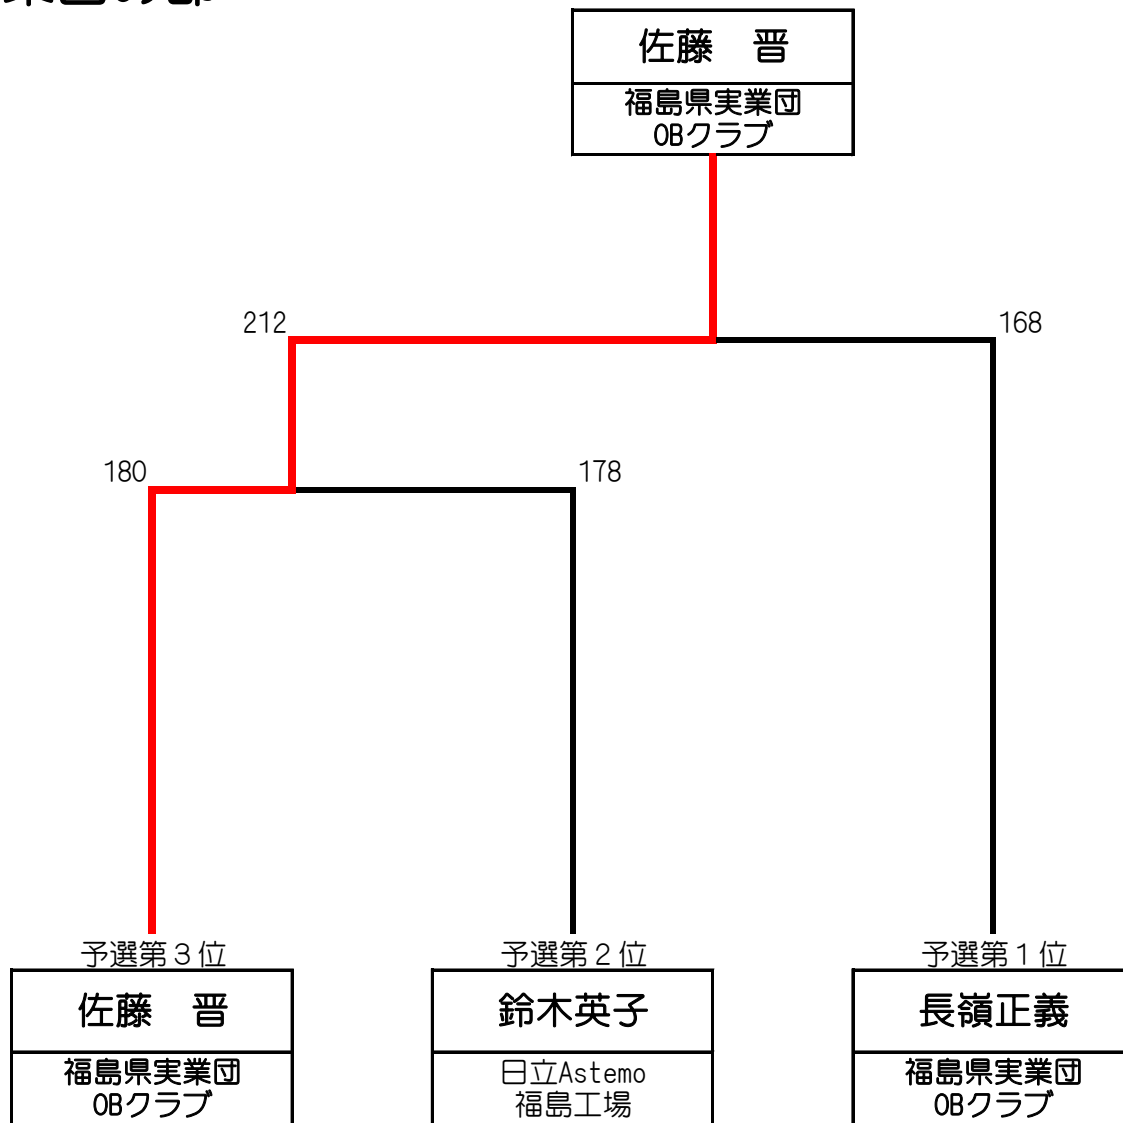 佐藤　晋
福島県実業団
OBクラブ
212
168
180
178
予選第３位
予選第２位
予選第１位
佐藤　晋
鈴木英子
長嶺正義
福島県実業団
OBクラブ
日立Astemo
福島工場
福島県実業団
OBクラブ